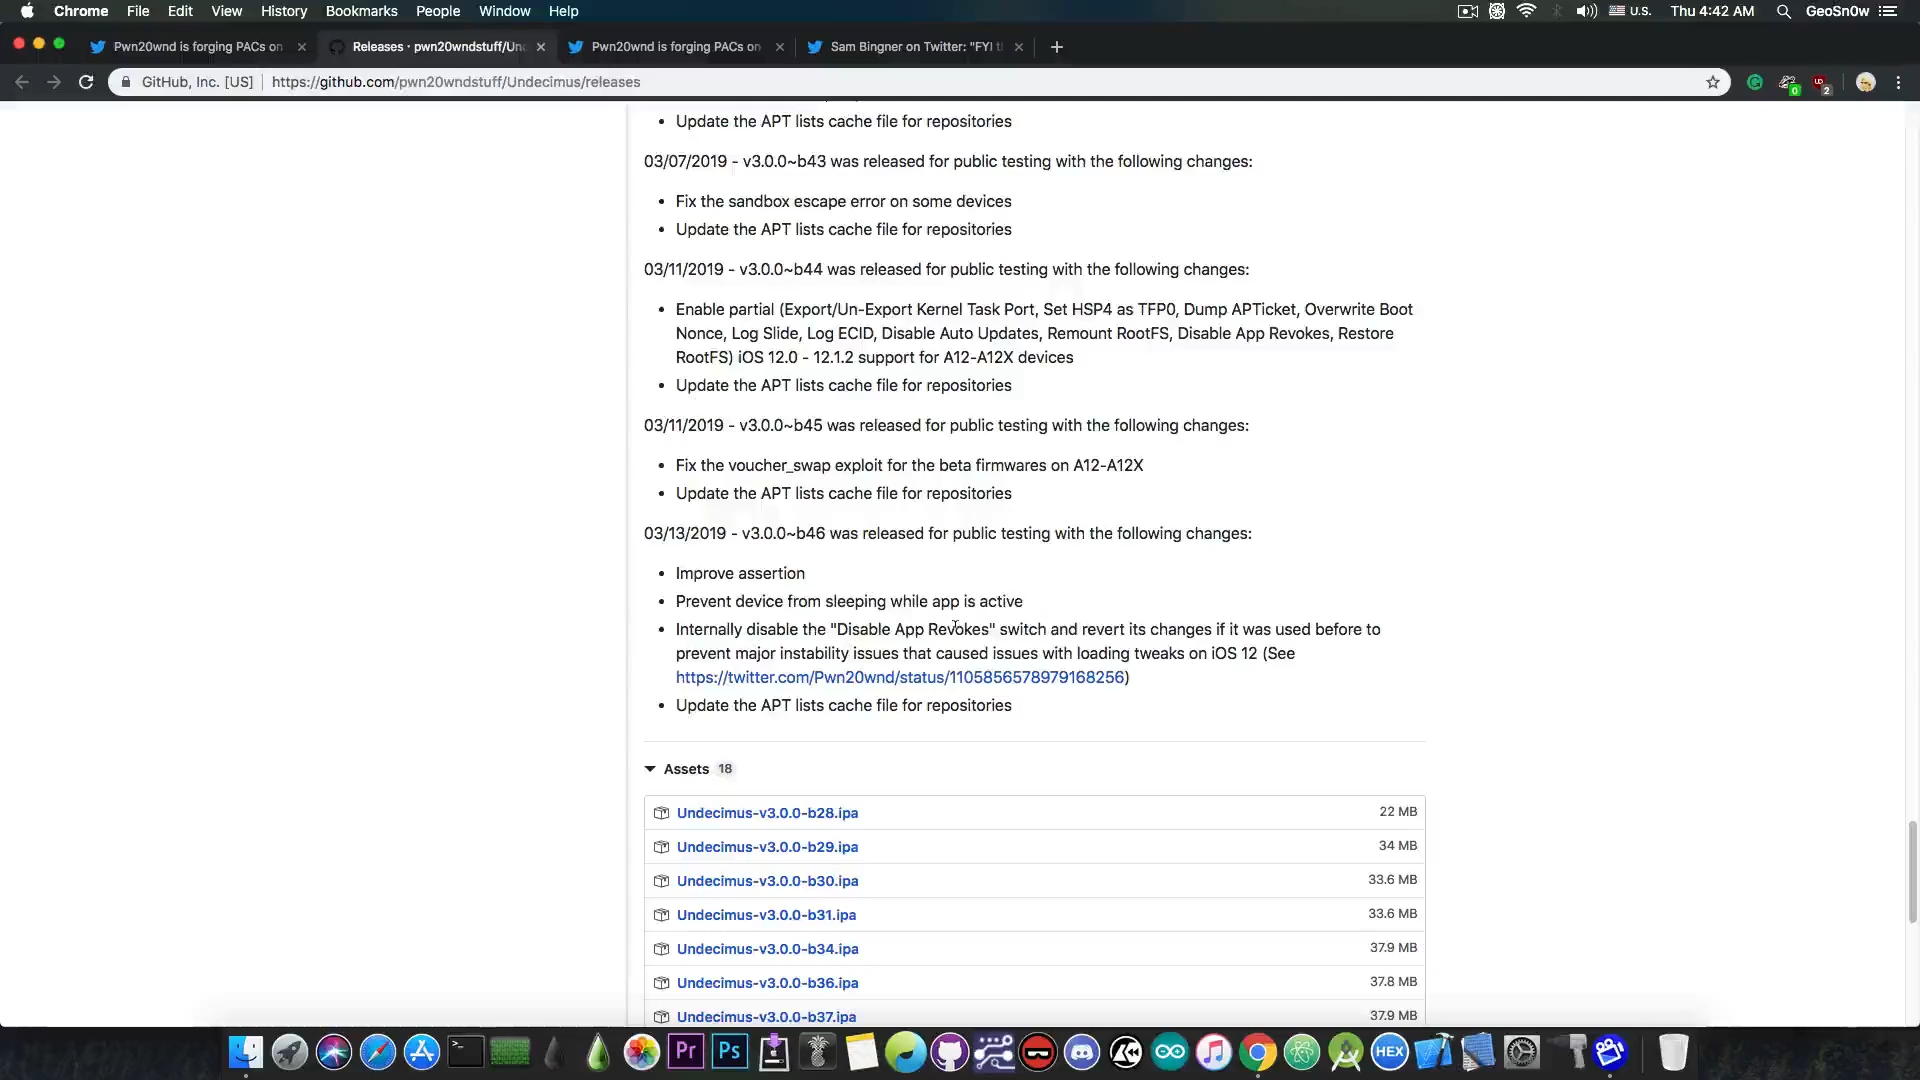 Chrome File Edit View History Bookmarks People Window Help U.S. Thu 4:42 AM GeoSn0w
Pwn20wnd is forging PACs on Releases · pwn20wndstuff/Und Pwn20wnd is forging PACs on Sam Bingner on Twitter: "FYI
GitHub, Inc. [US] https://github.com/pwn20wndstuff/Undecimus/releases 0 2
• Update the APT lists cache file for repositories
03/07/2019 - v3.0.0~b43 was released for public testing with the following changes:
• Fix the sandbox escape error on some devices
• Update the APT lists cache file for repositories
03/11/2019 - v3.0.0~b44 was released for public testing with the following changes:
• Enable partial (Export/Un-Export Kernel Task Port, Set HSP4 as TFP0, Dump APTicket, Overwrite Boot
Nonce, Log Slide, Log ECID, Disable Auto Updates, Remount RootFS, Disable App Revokes, Restore
RootFS) iOS 12.0 - 12.1.2 support for A12-A12X devices
• Update the APT lists cache file for repositories
03/11/2019 - v3.0.0~b45 was released for public testing with the following changes:
• Fix the voucher_swap exploit for the beta firmwares on A12-A12X
• Update the APT lists cache file for repositories
03/13/2019 - v3.0.0~b46 was released for public testing with the following changes:
• Improve assertion
• Prevent device from sleeping while app is active
• Internally disable the "Disable App Revokes" switch and revert its changes if it was used before to
prevent major instability issues that caused issues with loading tweaks on iOS 12 (See
https://twitter.com/Pwn20wnd/status/1105856578979168256)
• Update the APT lists cache file for repositories
Assets 18
Undecimus-v3.0.0-b28.ipa 22 MB
Undecimus-v3.0.0-b29.ipa 34 MB
Undecimus-v3.0.0-b30.ipa 33.6 MB
Undecimus-v3.0.0-b31.ipa 33.6 MB
Undecimus-v3.0.0-b34.ipa 37.9 MB
Undecimus-v3.0.0-b36.ipa 37.8 MB
Undecimus-v3.0.0-b37.ipa 37.9 MB
Pr Ps HEX